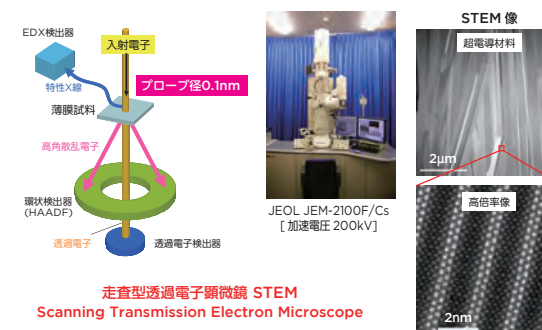 EDX検出器
入射電子
特性X線
プローブ径0.1nm
薄膜試料
高角散乱電子
環状検出器
(HAADF)
透過電子
透過電子検出器
JEOL JEM-2100F/Cs
[ 加速電圧 200kV]
STEM 像
超電導材料
2μm
高倍率像
2nm
走査型透過電子顕微鏡 STEM
Scanning Transmission Electron Microscope